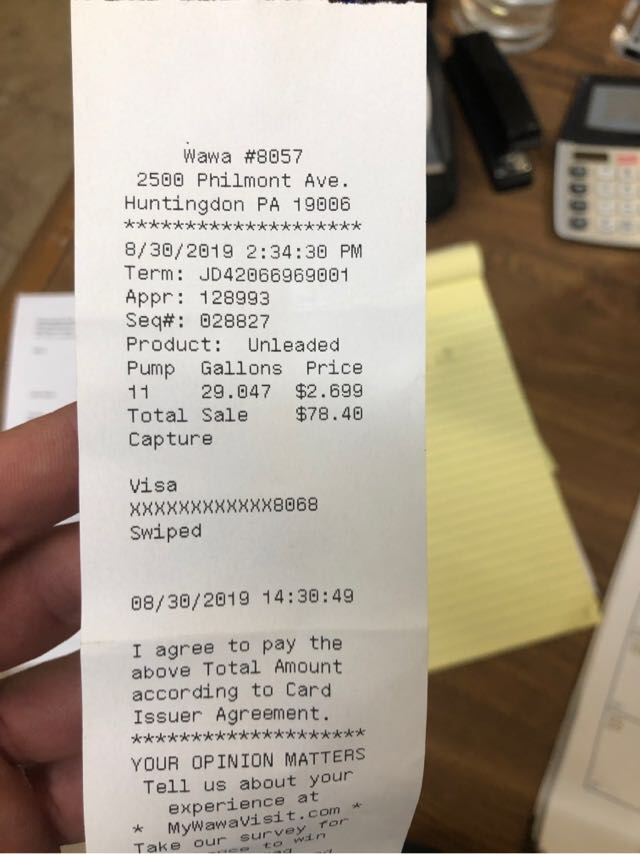 Wawa #8057
2500 Philmont Ave.
Huntingdon PA 19006
********************
8/30/2019 2:34:30 PM
Term: JD42066969001
Appr: 128993
Seq#: 028827
Product: Unleaded
Pump Gallons Price
11 29.047 $2.699
Total Sale $78.40
Capture
Visa
XXXXXXXXXXXX8068
Swiped
08/30/2019 14:30:49
I agree to pay the
above Total Amount
according to Card
Issuer Agreement.
********************
YOUR OPINION MATTERS
Tell us about your
experience at
* MyWawaVisit.com *
Take our survey for
to win